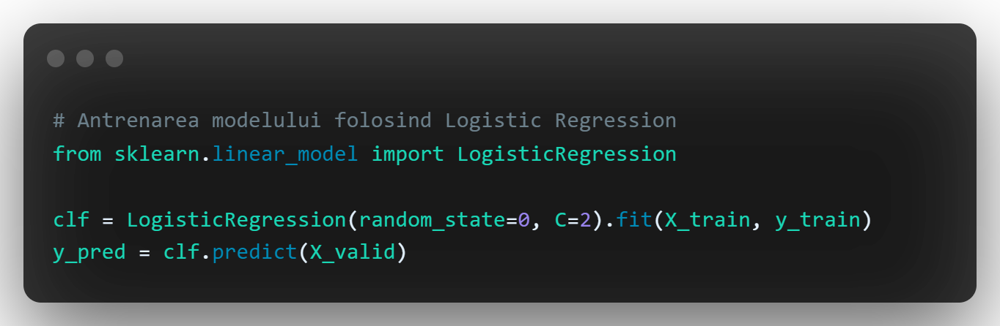 # Antrenarea modelului folosind Logistic Regression
from sklearn.linear_model import LogisticRegression
clf = LogisticRegression(random_state=0, C=2).fit(X_train, y_train)
y_pred = clf.predict(X_valid)